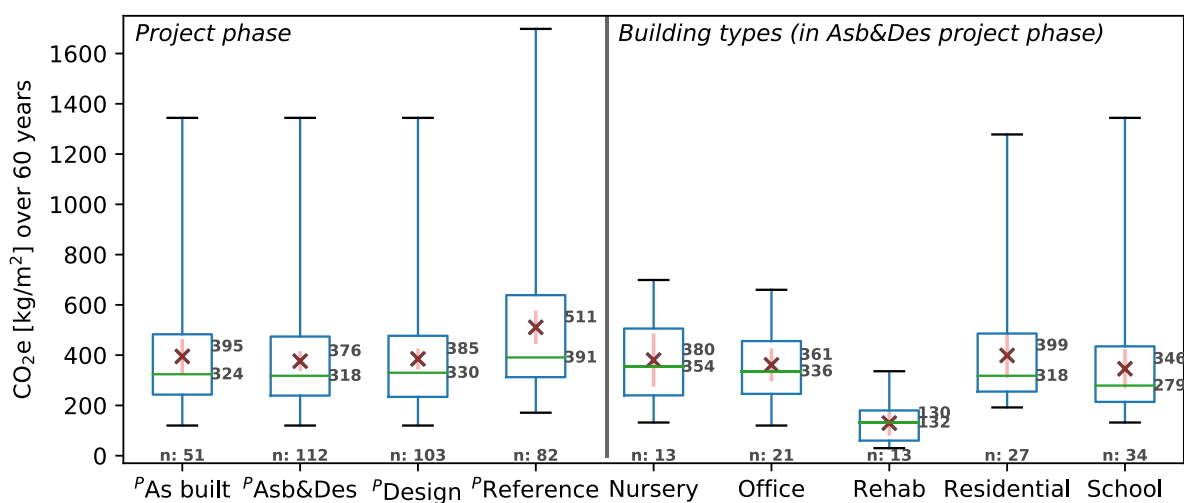 Project phase
Building types (in Asb&Des project phase)
CO₂e [kg/m²] over 60 years
1600
1400
1200
1000
800
600
400
200
0
395
324
376
318
385
330
511
391
380
354
361
336
130
132
399
318
346
279
n: 51
n: 112
n: 103
n: 82
n: 13
n: 21
n: 13
n: 27
n: 34
ᴾAs built
ᴾAsb&Des
ᴾDesign
ᴾReference
Nursery
Office
Rehab
Residential
School